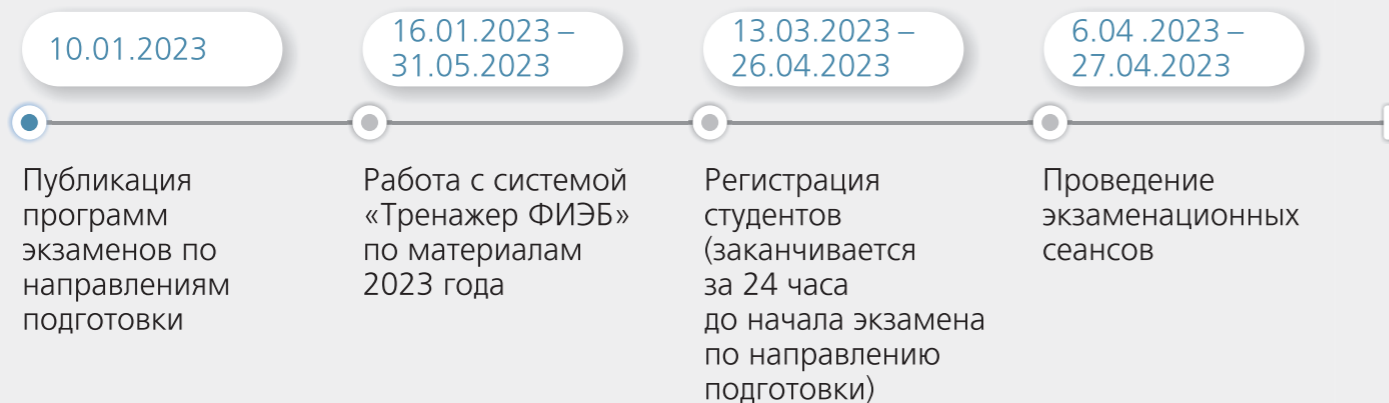 10.01.2023
Публикация
программ
экзаменов по
направлениям
подготовки
16.01.2023 –
31.05.2023
Работа с системой
«Тренажер ФИЭБ»
по материалам
2023 года
13.03.2023 –
26.04.2023
Регистрация
студентов
(заканчивается
за 24 часа
до начала экзамена
по направлению
подготовки)
6.04 .2023 –
27.04.2023
Проведение
экзаменационных
сеансов